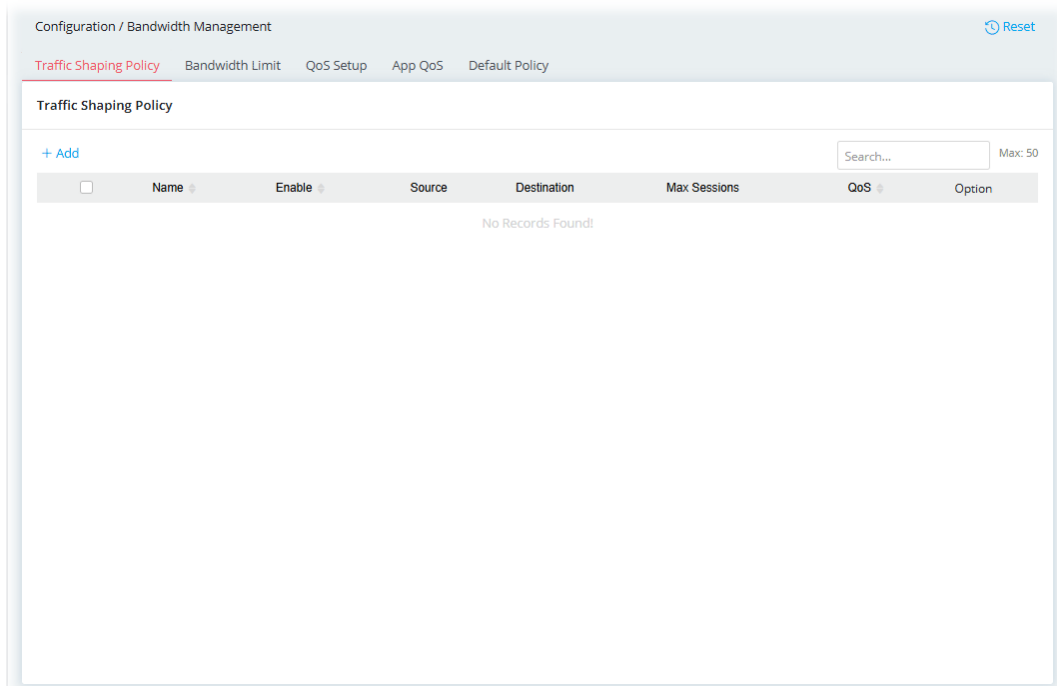 Configuration / Bandwidth Management Reset
Traffic Shaping Policy Bandwidth Limit QoS Setup App QoS Default Policy
Traffic Shaping Policy
+ Add Search... Max: 50
Name Enable Source Destination Max Sessions QoS Option
No Records Found!